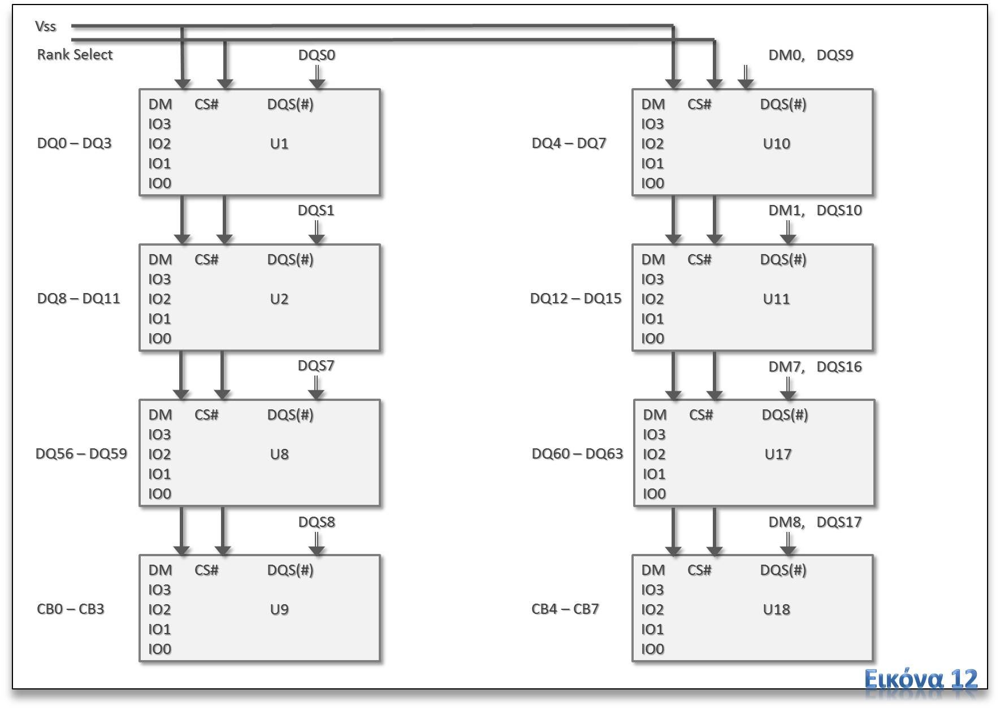 Vss
Rank Select
DQS0
DM0, DQS9
DM CS# DQS(#)
IO3
DQ0 – DQ3 IO2 U1
IO1
IO0
DM CS# DQS(#)
IO3
DQ4 – DQ7 IO2 U10
IO1
IO0
DQS1
DM1, DQS10
DM CS# DQS(#)
IO3
DQ8 – DQ11 IO2 U2
IO1
IO0
DM CS# DQS(#)
IO3
DQ12 – DQ15 IO2 U11
IO1
IO0
DQS7
DM7, DQS16
DM CS# DQS(#)
IO3
DQ56 – DQ59 IO2 U8
IO1
IO0
DM CS# DQS(#)
IO3
DQ60 – DQ63 IO2 U17
IO1
IO0
DQS8
DM8, DQS17
DM CS# DQS(#)
IO3
CB0 – CB3 IO2 U9
IO1
IO0
DM CS# DQS(#)
IO3
CB4 – CB7 IO2 U18
IO1
IO0
Εικόνα 12